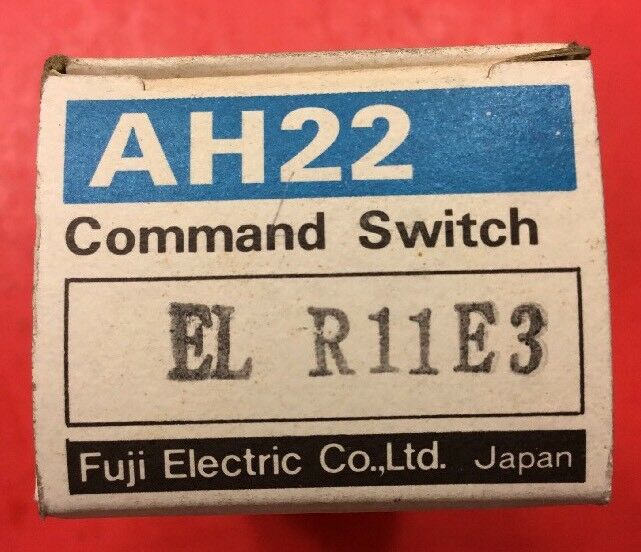 AH22
Command Switch
EL R11E3
Fuji Electric Co.,Ltd. Japan